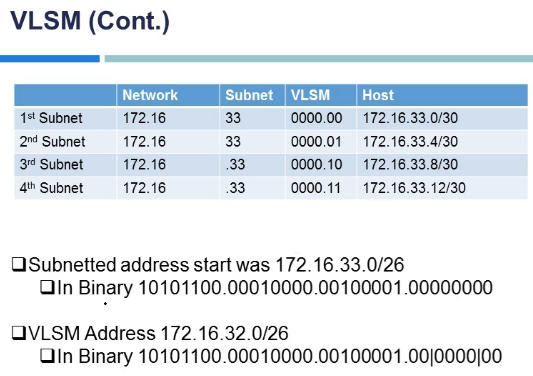 VLSM (Cont.)
Network Subnet VLSM Host
1st Subnet 172.16 33 0000.00 172.16.33.0/30
2nd Subnet 172.16 33 0000.01 172.16.33.4/30
3rd Subnet 172.16 .33 0000.10 172.16.33.8/30
4th Subnet 172.16 .33 0000.11 172.16.33.12/30
❑Subnetted address start was 172.16.33.0/26
❑In Binary 10101100.00010000.00100001.00000000
❑VLSM Address 172.16.32.0/26
❑In Binary 10101100.00010000.00100001.00|0000|00